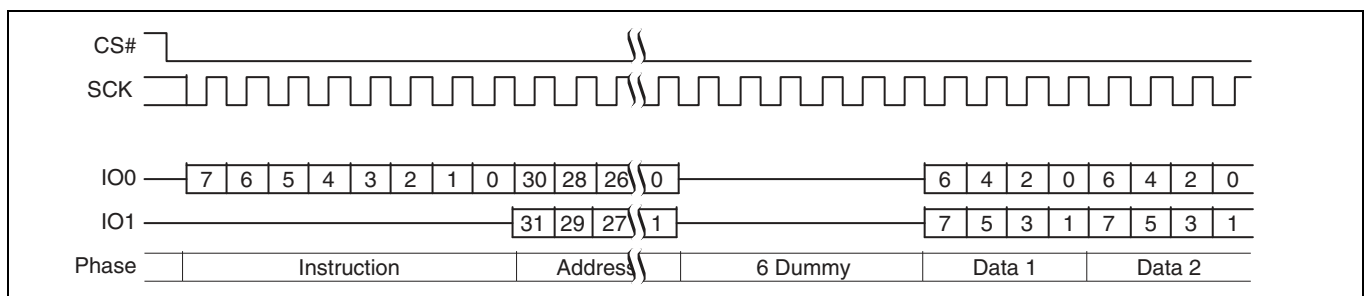 CS#
SCK
IO0 7 6 5 4 3 2 1 0 30 28 26 0 6 4 2 0 6 4 2 0
IO1 31 29 27 1 7 5 3 1 7 5 3 1
Phase Instruction Address 6 Dummy Data 1 Data 2